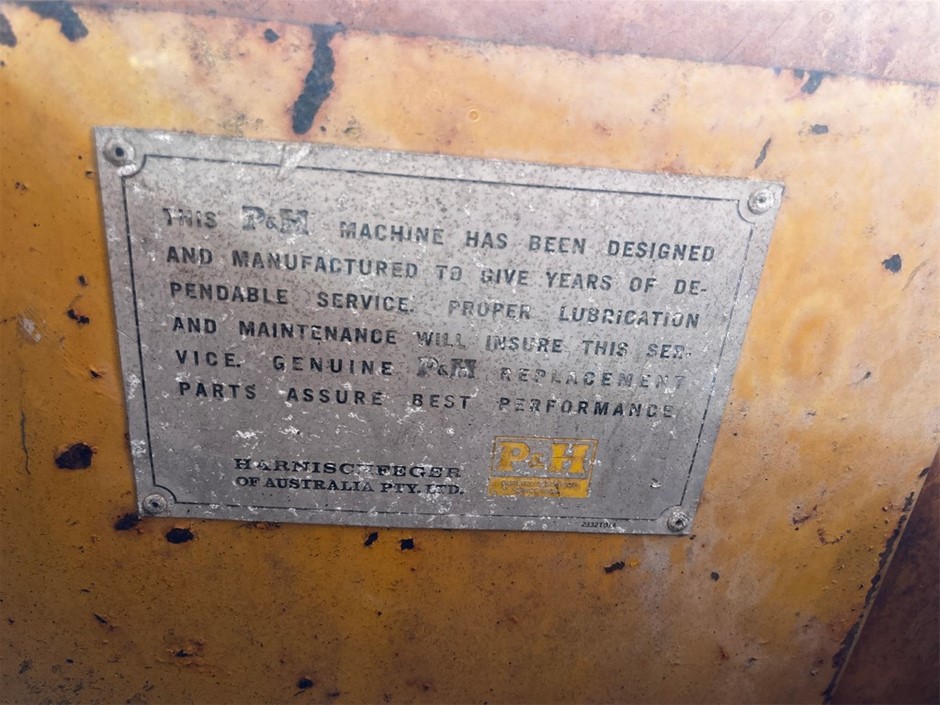 THIS P&H MACHINE HAS BEEN DESIGNED
AND MANUFACTURED TO GIVE YEARS OF DE-
PENDABLE SERVICE. PROPER LUBRICATION
AND MAINTENANCE WILL INSURE THIS SER-
VICE. GENUINE P&H REPLACEMENT
PARTS ASSURE BEST PERFORMANCE
HARNISCHFEGER
OF AUSTRALIA PTY. LTD.
P&H